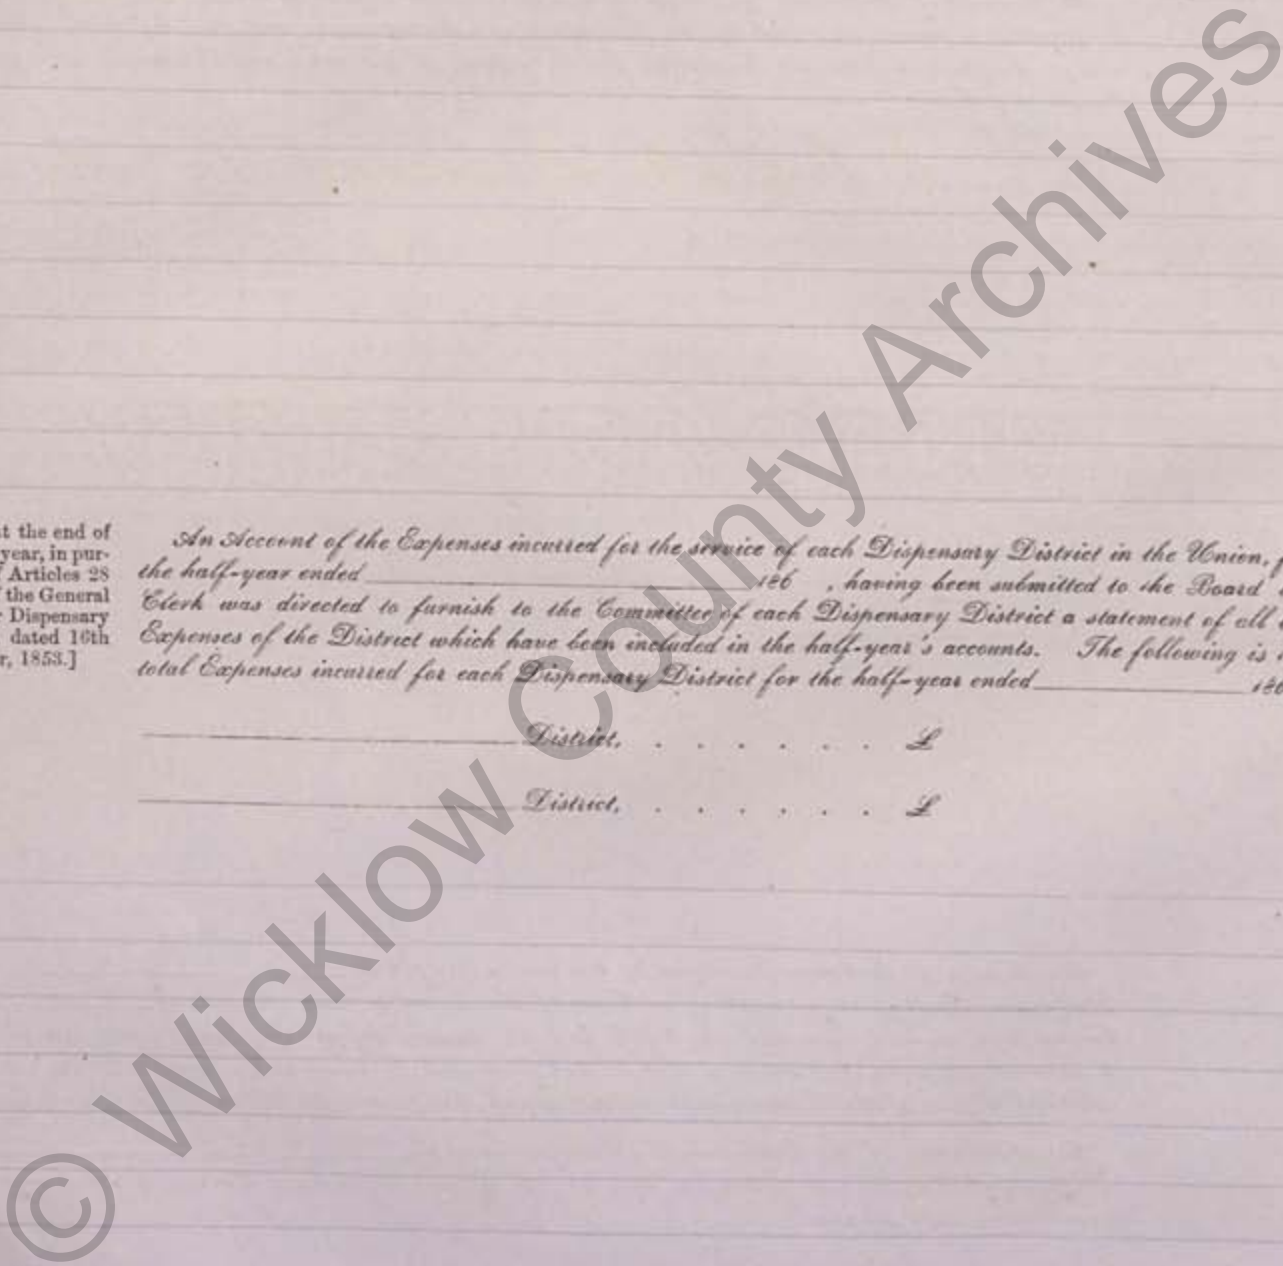 t the end of
year, in pur-
Articles 28
the General
Dispensary
dated 16th
r, 1853.]
An Account of the Expenses incurred for the service of each Dispensary District in the Union,
the half-year ended 186 , having been submitted to the Board
Clerk was directed to furnish to the Committee of each Dispensary District a statement of all
Expenses of the District which have been included in the half-year's accounts. The following is
total Expenses incurred for each Dispensary District for the half-year ended 186
District, . . . . . . £
District, . . . . . . £
© Wicklow County Archives